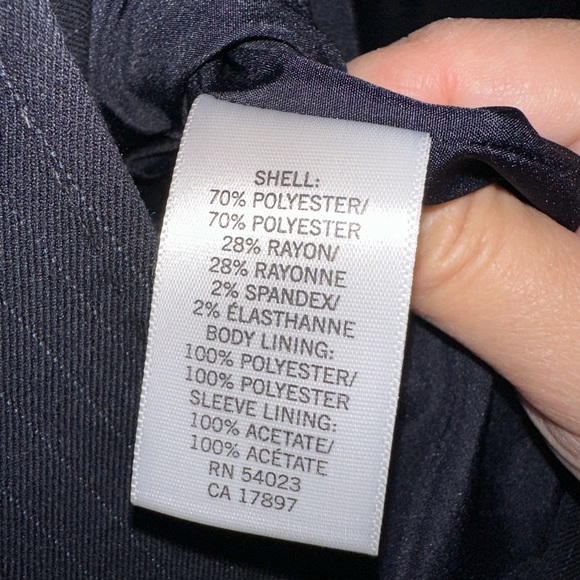 SHELL:
70% POLYESTER/
70% POLYESTER
28% RAYON/
28% RAYONNE
2% SPANDEX/
2% ÉLASTHANNE
BODY LINING:
100% POLYESTER/
100% POLYESTER
SLEEVE LINING:
100% ACETATE/
100% ACÉTATE
RN 54023
CA 17897